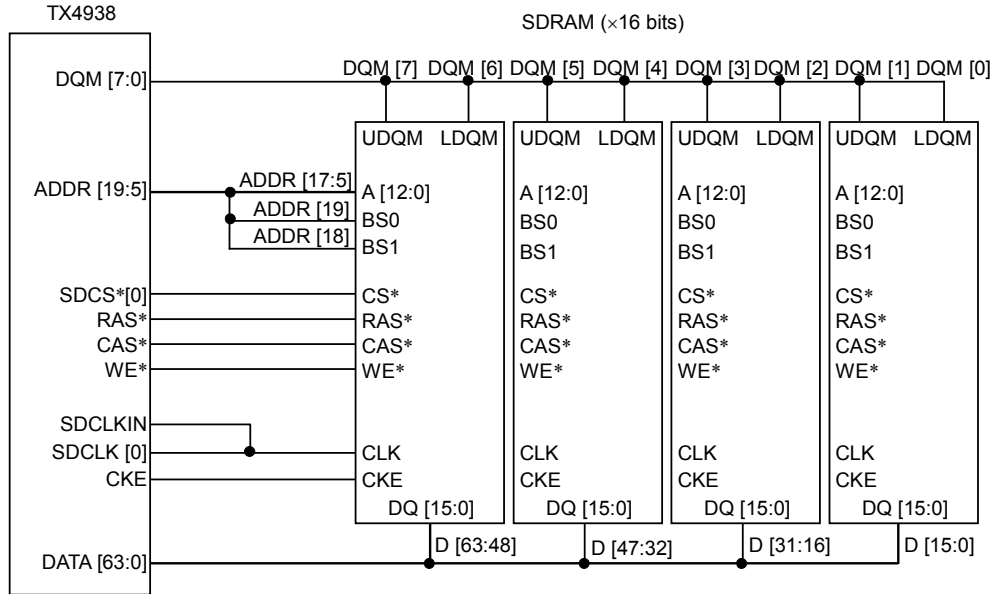 TX4938
SDRAM (×16 bits)
DQM [7:0]
DQM [7] DQM [6] DQM [5] DQM [4] DQM [3] DQM [2] DQM [1] DQM [0]
UDQM LDQM UDQM LDQM UDQM LDQM UDQM LDQM
ADDR [19:5] ADDR [17:5] A [12:0] A [12:0] A [12:0] A [12:0]
ADDR [19] BS0 BS0 BS0 BS0
ADDR [18] BS1 BS1 BS1 BS1
SDCS*[0] CS* CS* CS* CS*
RAS* RAS* RAS* RAS* RAS*
CAS* CAS* CAS* CAS* CAS*
WE* WE* WE* WE* WE*
SDCLKIN
SDCLK [0] CLK CLK CLK CLK
CKE CKE CKE CKE CKE
DQ [15:0] DQ [15:0] DQ [15:0] DQ [15:0]
D [63:48] D [47:32] D [31:16] D [15:0]
DATA [63:0]